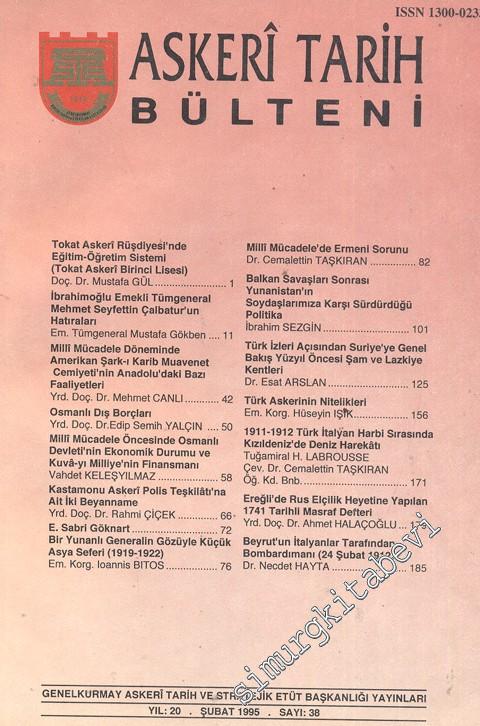 ISSN 1300-023
ASKERÎ TARİH
BÜLTENİ
Tokat Askerî Rüşdiyesi'nde
Eğitim-Öğretim Sistemi
(Tokat Askerî Birinci Lisesi)
Doç. Dr. Mustafa GÜL .................. 1
İbrahimoğlu Emekli Tümgeneral
Mehmet Seyfettin Çalbatur'un
Hatıraları
Em. Tümgeneral Mustafa Gökben .... 11
Millî Mücadele Döneminde
Amerikan Şark-ı Karib Muavenet
Cemiyeti'nin Anadolu'daki Bazı
Faaliyetleri
Yrd. Doç. Dr. Mehmet CANLI ........... 42
Osmanlı Dış Borçları
Yrd. Doç. Dr.Edip Semih YALÇIN .... 50
Millî Mücadele Öncesinde Osmanlı
Devleti'nin Ekonomik Durumu ve
Kuvâ-yı Milliye'nin Finansmanı
Vahdet KELEŞYILMAZ .................. 58
Kastamonu Askerî Polis Teşkilâtı'na
Ait İki Beyanname
Yrd. Doç. Dr. Rahmi ÇİÇEK ............. 66
E. Sabri Göknart ........................ 72
Bir Yunanlı Generalin Gözüyle Küçük
Asya Seferi (1919-1922)
Em. Korg. Ioannis BITOS ................ 76
Millî Mücadele'de Ermeni Sorunu
Dr. Cemalettin TAŞKIRAN ............ 82
Balkan Savaşları Sonrası
Yunanistan'ın
Soydaşlarımıza Karşı Sürdürdüğü
Politika
İbrahim SEZGİN ...................... 101
Türk İzleri Açısından Suriye'ye Genel
Bakış Yüzyıl Öncesi Şam ve Lazkiye
Kentleri
Dr. Esat ARSLAN ...................... 125
Türk Askerinin Nitelikleri
Em. Korg. Hüseyin IŞIK ............... 156
1911-1912 Türk İtalyan Harbi Sırasında
Kızıldeniz'de Deniz Harekâtı
Tuğamiral H. LABROUSSE
Çev. Dr. Cemalettin TAŞKIRAN
Öğ. Kd. Bnb. ........................... 171
Ereğli'de Rus Elçilik Heyetine Yapılan
1741 Tarihli Masraf Defteri
Yrd. Doç. Dr. Ahmet HALAÇOĞLU ...
Beyrut'un İtalyanlar Tarafından
Bombardımanı (24 Şubat 1912)
Dr. Necdet HAYTA ..................... 185
simurgkitabevi
GENELKURMAY ASKERÎ TARİH VE STRATEJİK ETÜT BAŞKANLIĞI YAYINLARI
YIL: 20 . ŞUBAT 1995 . SAYI: 38